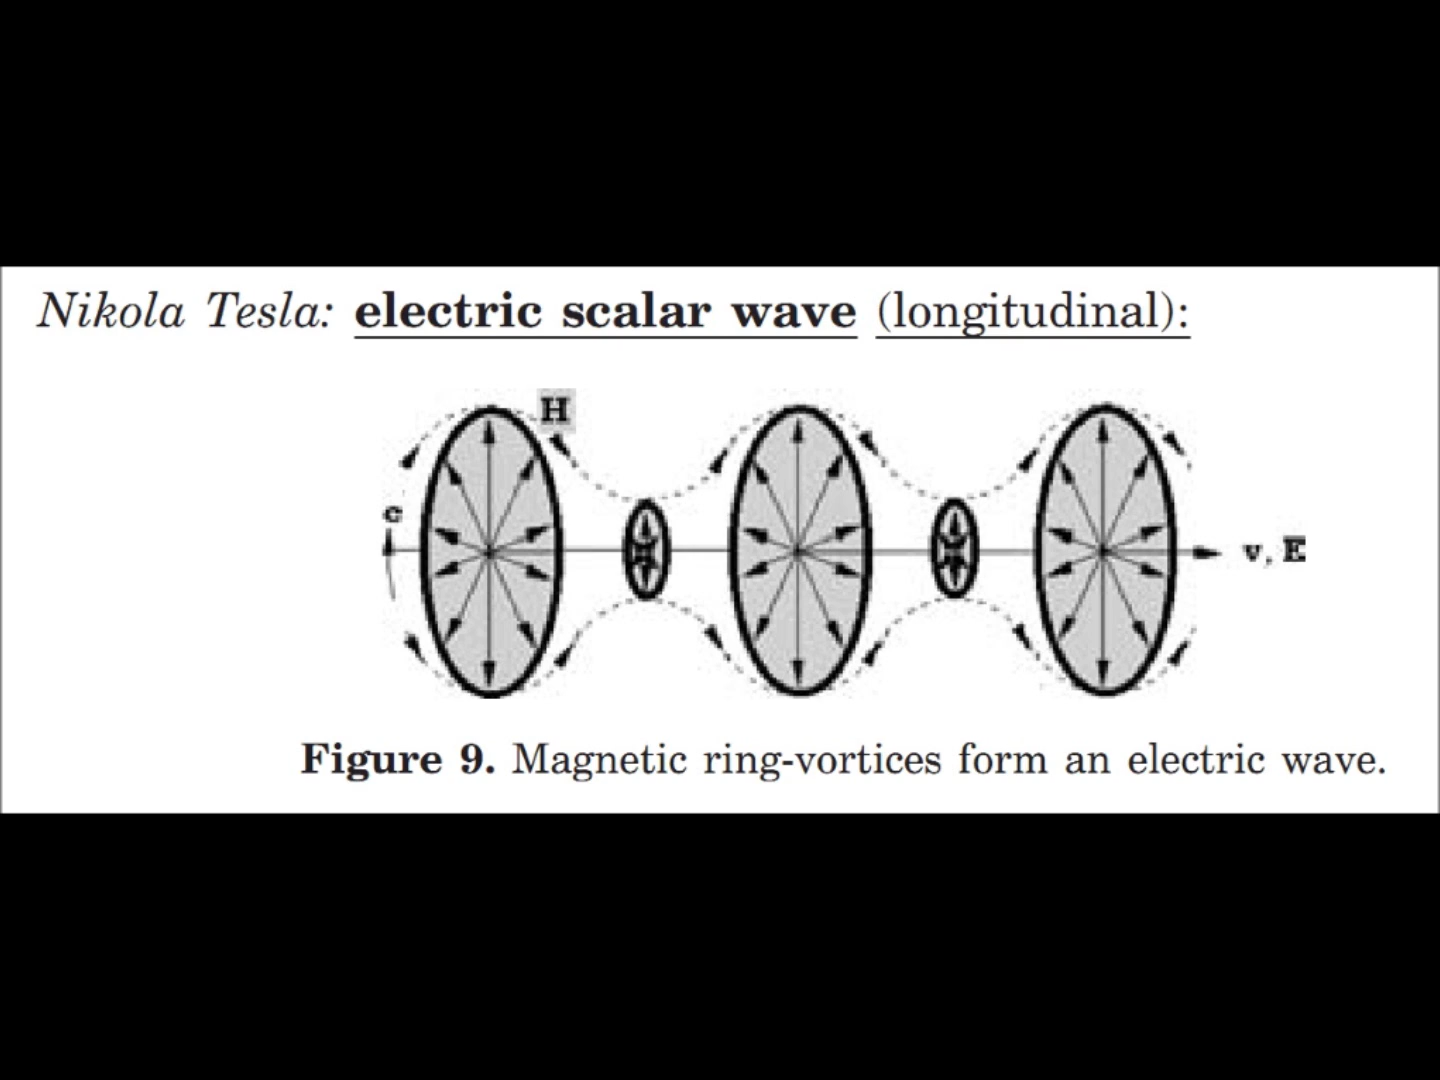 Nikola Tesla: electric scalar wave (longitudinal):
H
c
v, E
Figure 9. Magnetic ring-vortices form an electric wave.